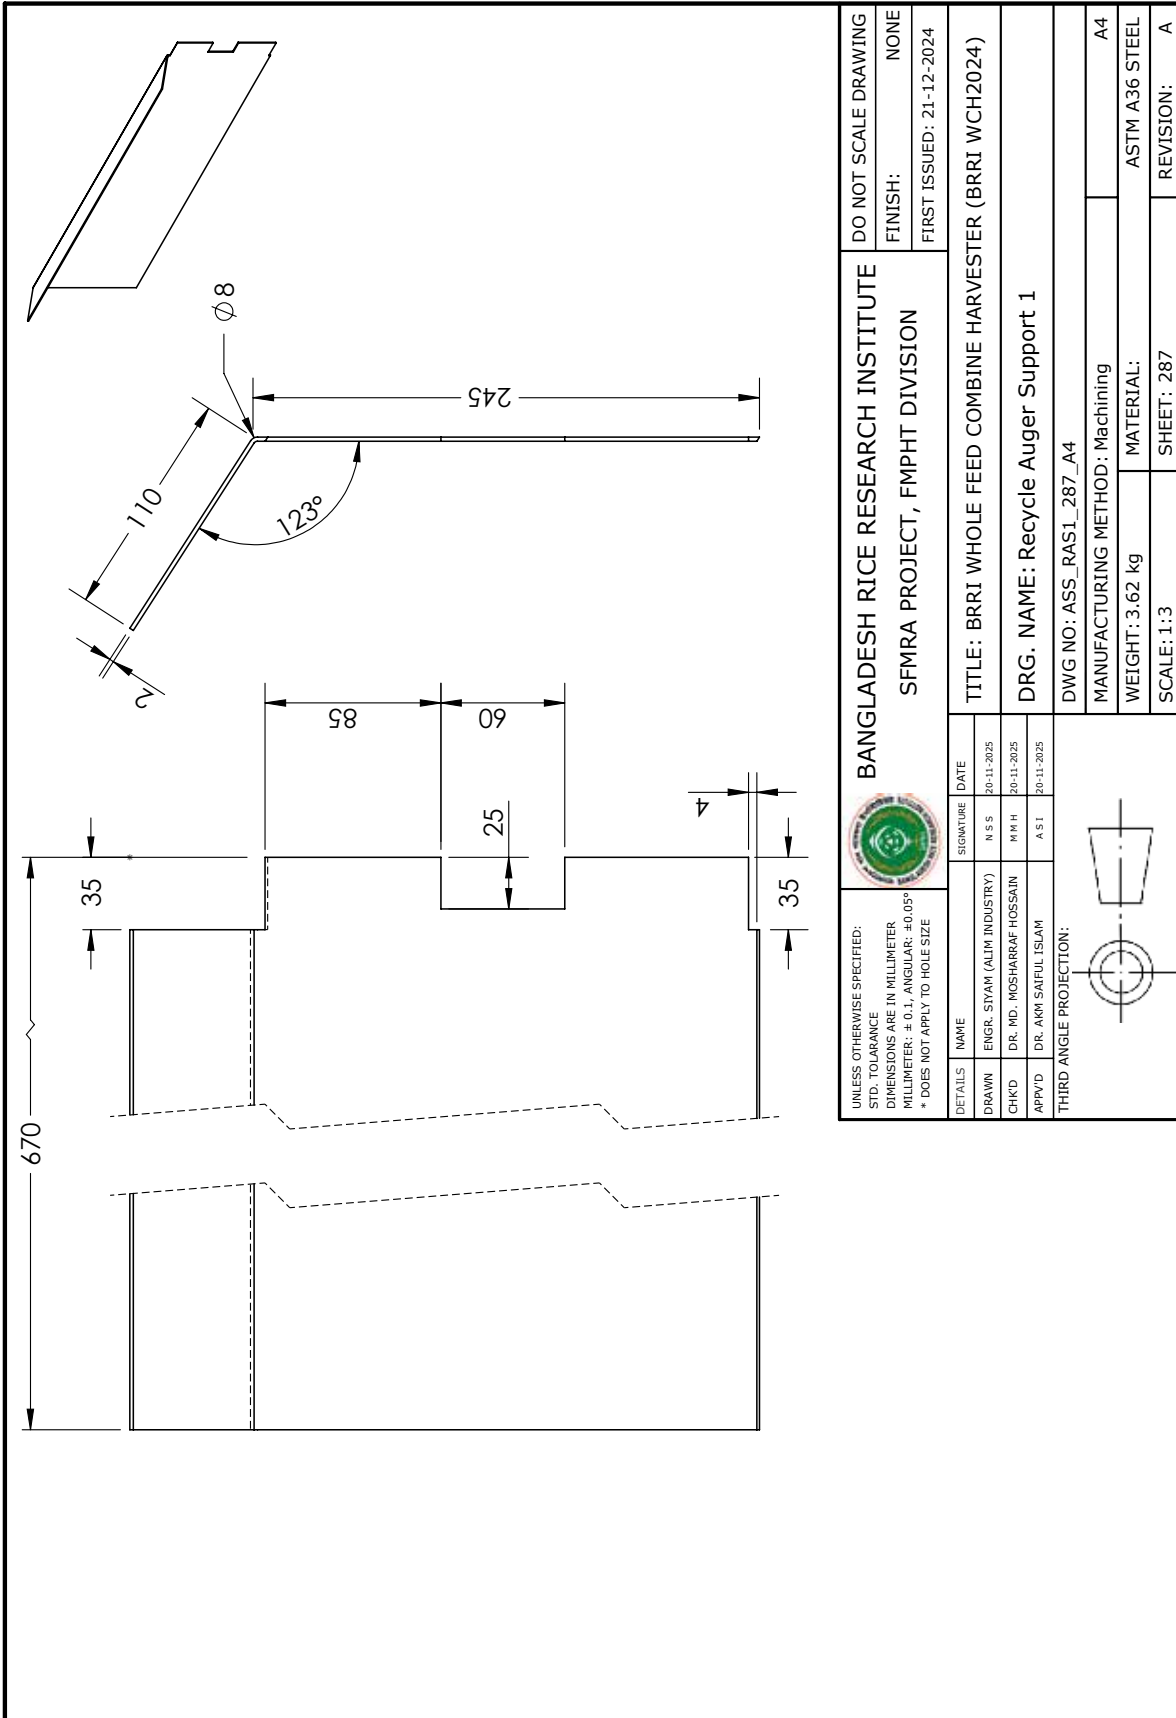 670
35
25
85
60
4
35
2
110
123°
⌀8
245
UNLESS OTHERWISE SPECIFIED:
STD. TOLARANCE
DIMENSIONS ARE IN MILLIMETER
MILLIMETER: ± 0.1, ANGULAR: ±0.05°
* DOES NOT APPLY TO HOLE SIZE
BANGLADESH RICE RESEARCH INSTITUTE
SFMRA PROJECT, FMPHT DIVISION
DO NOT SCALE DRAWING
FINISH: NONE
FIRST ISSUED: 21-12-2024
DETAILS NAME SIGNATURE DATE
DRAWN ENGR. SIYAM (ALIM INDUSTRY) N S S 20-11-2025
CHK'D DR. MD. MOSHARRAF HOSSAIN M M H 20-11-2025
APPV'D DR. AKM SAIFUL ISLAM A S I 20-11-2025
THIRD ANGLE PROJECTION:
TITLE: BRRI WHOLE FEED COMBINE HARVESTER (BRRI WCH2024)
DRG. NAME: Recycle Auger Support 1
DWG NO: ASS_RAS1_287_A4
MANUFACTURING METHOD: Machining A4
WEIGHT: 3.62 kg MATERIAL: ASTM A36 STEEL
SCALE: 1:3 SHEET: 287 REVISION: A